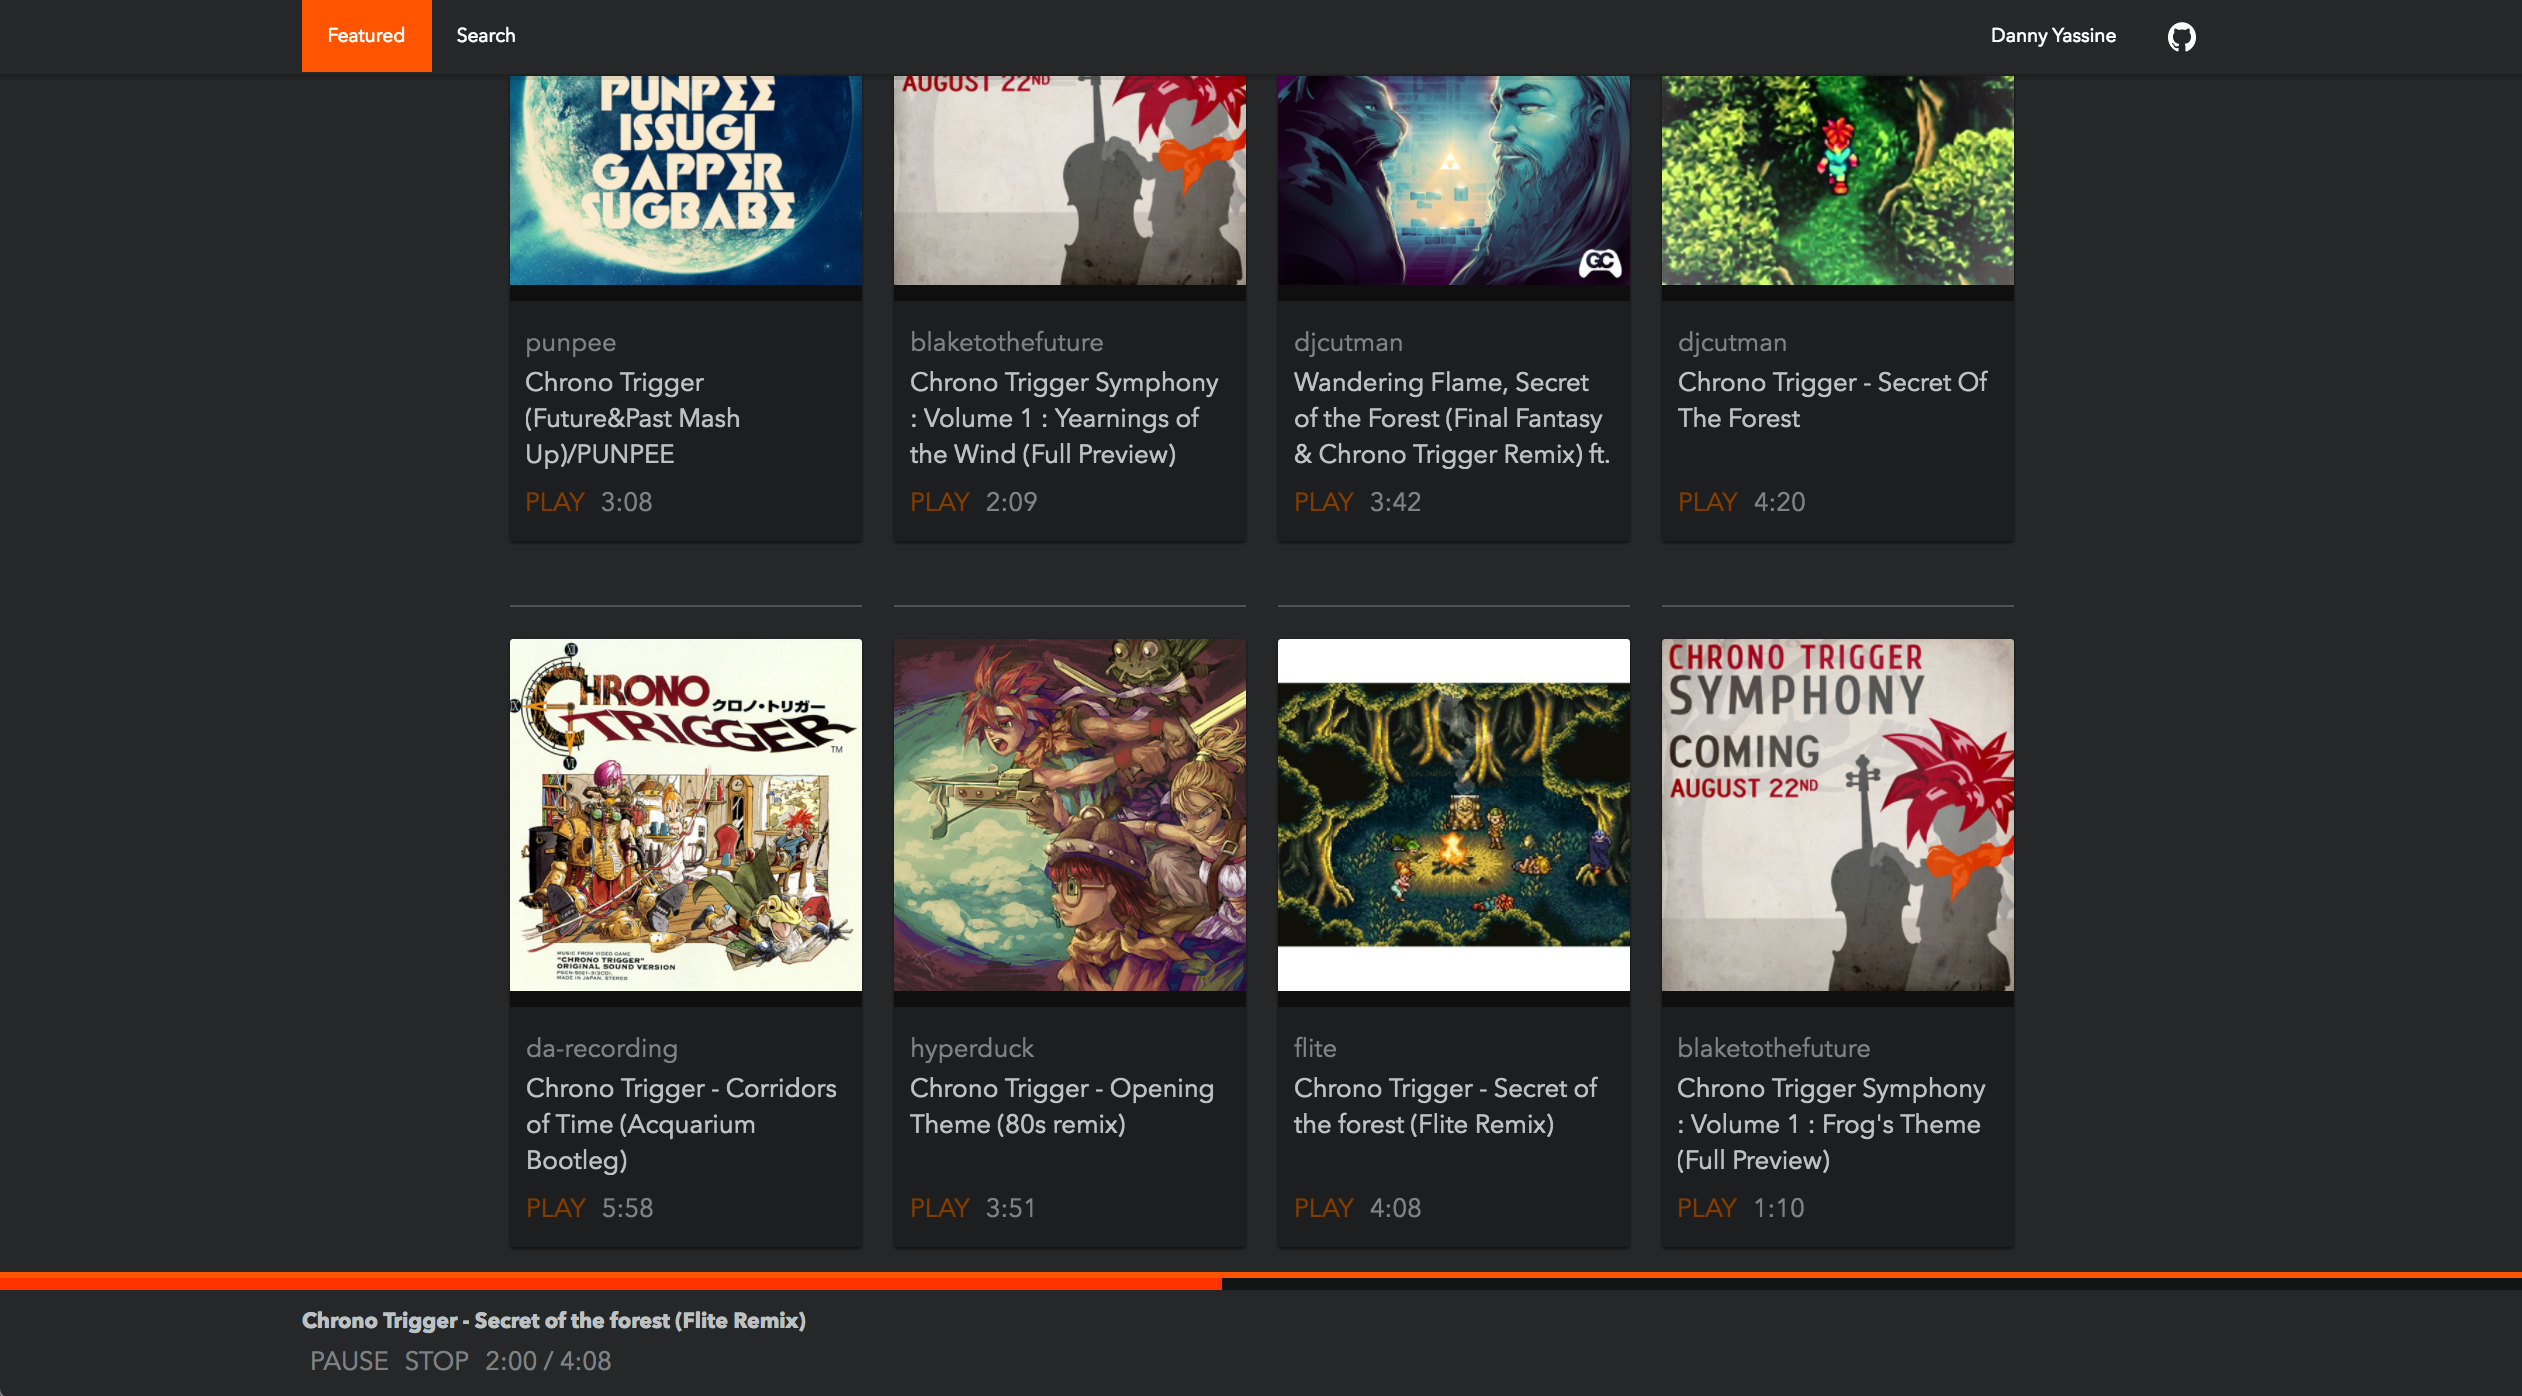 Featured
Search
Danny Yassine
PUNPEE
ISSUGI
GAPPER
SUGBABE
AUGUST 22ND
GC
punpee
Chrono Trigger
(Future&Past Mash
Up)/PUNPEE
PLAY 3:08
blaketothefuture
Chrono Trigger Symphony
: Volume 1 : Yearnings of
the Wind (Full Preview)
PLAY 2:09
djcutman
Wandering Flame, Secret
of the Forest (Final Fantasy
& Chrono Trigger Remix) ft.
PLAY 3:42
djcutman
Chrono Trigger - Secret Of
The Forest
PLAY 4:20
CHRONO
クロノ・トリガー
TRIGGER
TM
MUSIC FROM VIDEO GAME
"CHRONO TRIGGER"
ORIGINAL SOUND VERSION
MADE IN JAPAN, STEREO
CHRONO TRIGGER
SYMPHONY
COMING
AUGUST 22ND
da-recording
Chrono Trigger - Corridors
of Time (Acquarium
Bootleg)
PLAY 5:58
hyperduck
Chrono Trigger - Opening
Theme (80s remix)
PLAY 3:51
flite
Chrono Trigger - Secret of
the forest (Flite Remix)
PLAY 4:08
blaketothefuture
Chrono Trigger Symphony
: Volume 1 : Frog's Theme
(Full Preview)
PLAY 1:10
Chrono Trigger - Secret of the forest (Flite Remix)
PAUSE STOP 2:00 / 4:08